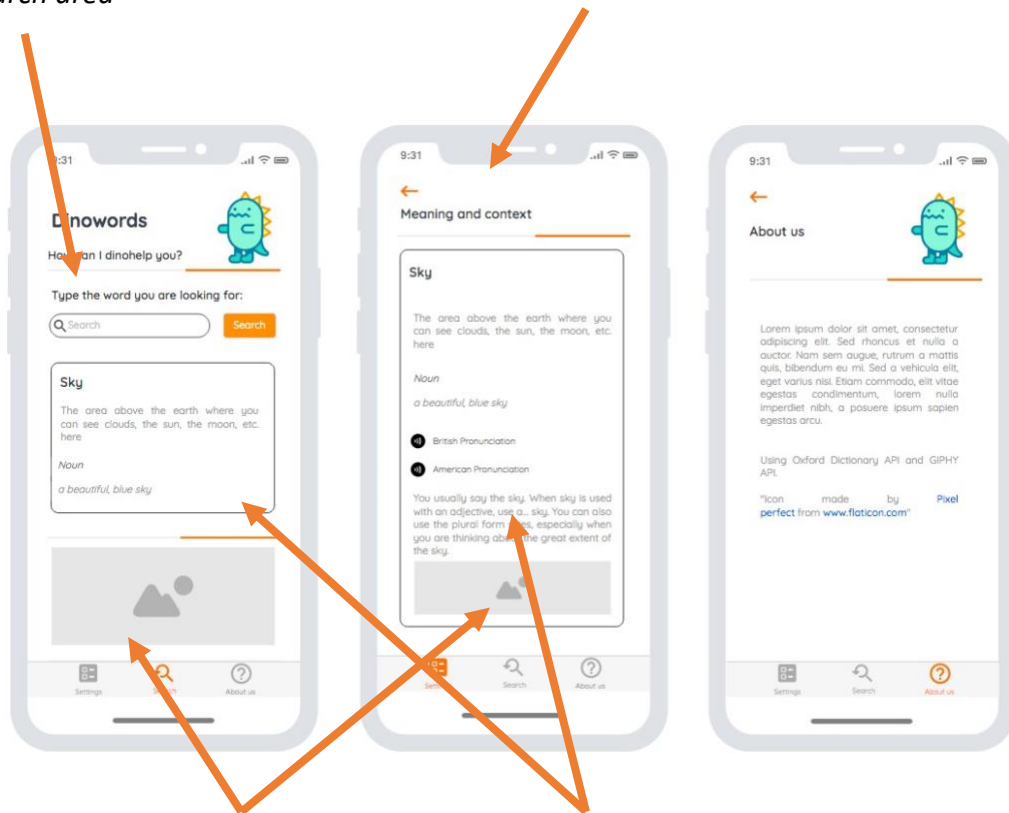 area
9:31
Dinowords
How can I dinohelp you?
Type the word you are looking for:
Search
Search
Sky
The area above the earth where you
can see clouds, the sun, the moon, etc.
here
Noun
a beautiful, blue sky
Settings
About us
9:31
Meaning and context
Sky
The area above the earth where you
can see clouds, the sun, the moon, etc.
here
Noun
a beautiful, blue sky
British Pronunciation
American Pronunciation
You usually say the sky. When sky is used
with an adjective, use a... sky. You can also
use the plural form especially when
you are thinking the great extent of
the sky.
Search
About us
9:31
About us
Lorem ipsum dolor sit amet, consectetur
adipiscing elit. Sed rhoncus et nulla a
auctor. Nam sem augue, rutrum a mattis
quis, bibendum eu mi. Sed a vehicula elit,
eget varius nisi. Etiam commodo, elit vitae
egestas condimentum, lorem nulla
imperdiet nibh, a posuere ipsum sapien
egestas arcu.
Using Oxford Dictionary API and GIPHY
API.
"Icon made by Pixel
perfect from www.flaticon.com"
Settings
Search
About us